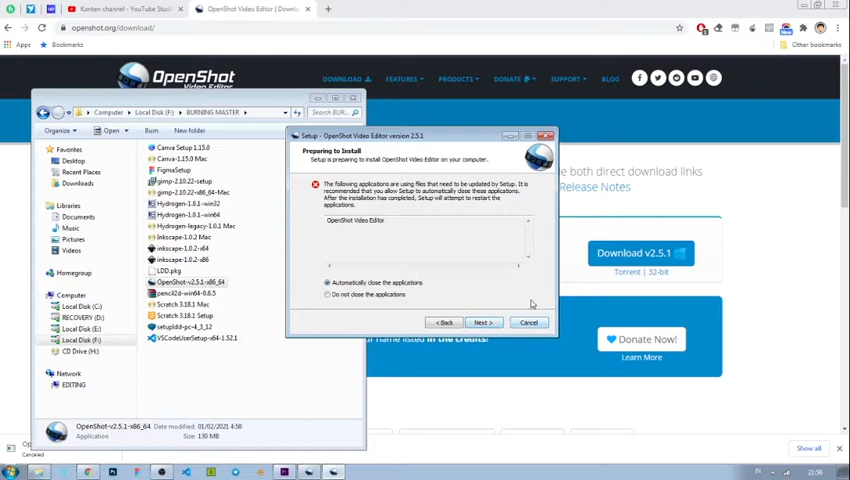 Konten channel - YouTube Studi
OpenShot Video Editor | Downl
openshot.org/download/
Apps
Bookmarks
Other bookmarks
OpenShot
Video Editor
DOWNLOAD
FEATURES
PRODUCTS
DONATE
SUPPORT
BLOG
Computer
Local Disk (F:)
BURNING MASTER
Search BUR...
Organize
Open
Burn
New folder
Favorites
Desktop
Recent Places
Downloads
Libraries
Documents
Music
Pictures
Videos
Homegroup
Computer
Local Disk (C:)
RECOVERY (D:)
Local Disk (E:)
Local Disk (F:)
CD Drive (H:)
Network
EDITING
Canva Setup 1.15.0
Canva-1.15.0 Mac
FigmaSetup
gimp-2.10.22-setup
gimp-2.10.22-x86_64-Mac
Hydrogen-1.0.1-win32
Hydrogen-1.0.1-win64
Hydrogen-legacy-1.0.1 Mac
Inkscape-1.0.2 Mac
inkscape-1.0.2-x64
inkscape-1.0.2-x86
LDD.pkg
OpenShot-v2.5.1-x86_64
pencil2d-win64-0.6.5
Scratch 3.18.1 Mac
Scratch 3.18.1 Setup
setupldd-pc-4_3_12
VSCodeUserSetup-x64-1.52.1
OpenShot-v2.5.1-x86_64
Date modified: 01/02/2021 4:58
Application
Size: 130 MB
Setup - OpenShot Video Editor version 2.5.1
Preparing to Install
Setup is preparing to install OpenShot Video Editor on your computer.
The following applications are using files that need to be updated by Setup. It is
recommended that you allow Setup to automatically close these applications.
After the installation has completed, Setup will attempt to restart the
applications.
OpenShot Video Editor
Automatically close the applications
Do not close the applications
< Back
Next >
Cancel
e both direct download links
Release Notes
Download v2.5.1
Torrent | 32-bit
Donate Now!
Learn More
our name listed in the credits!
Canceled
Show all
IN
21:56